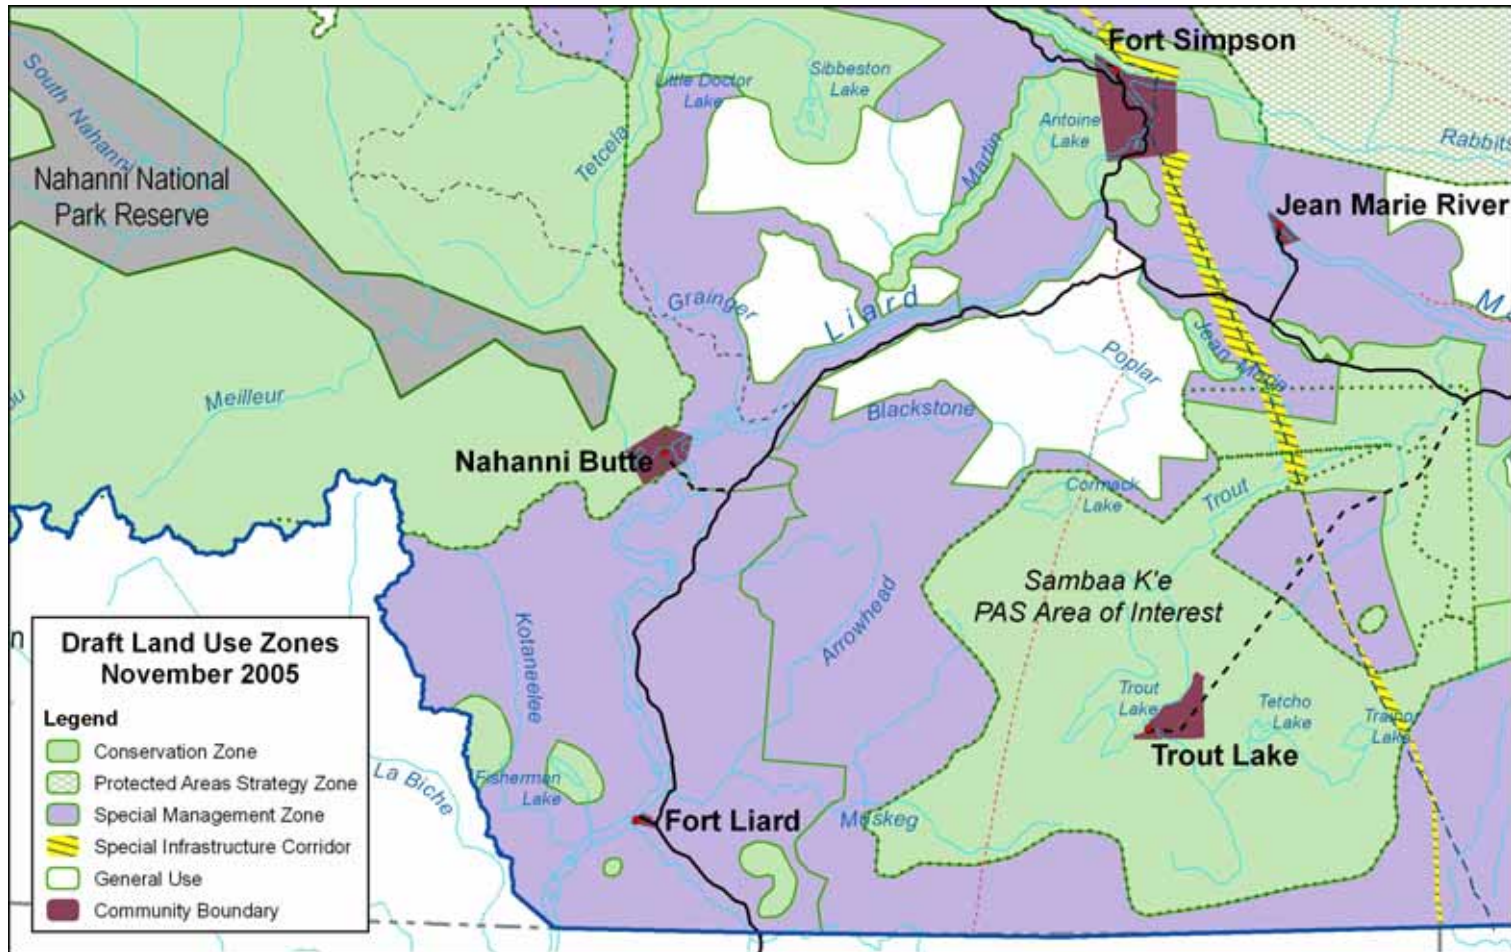 Fort Simpson
South Nahanni
Little Doctor
Lake
Sibbeston
Lake
Antoine
Lake
Martin
Tetcela
Rabbits
Nahanni National
Park Reserve
Jean Marie River
Grainger
Liard
Jean Marie
Poplar
Meilleur
Blackstone
Nahanni Butte
Cormack
Lake
Trout
Sambaa K'e
PAS Area of Interest
Arrowhead
Kotaneelee
Trout
Lake
Tetcho
Lake
Trainor
Lake
Trout Lake
La Biche
Fisherman
Lake
Fort Liard
Muskeg
Draft Land Use Zones
November 2005
Legend
Conservation Zone
Protected Areas Strategy Zone
Special Management Zone
Special Infrastructure Corridor
General Use
Community Boundary